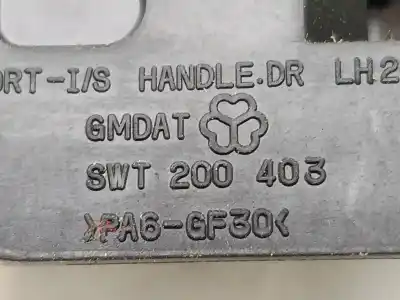 ORT-I/S HANDLE.DR LH2
GMDAT
SWT 200 403
>PA6-GF30<